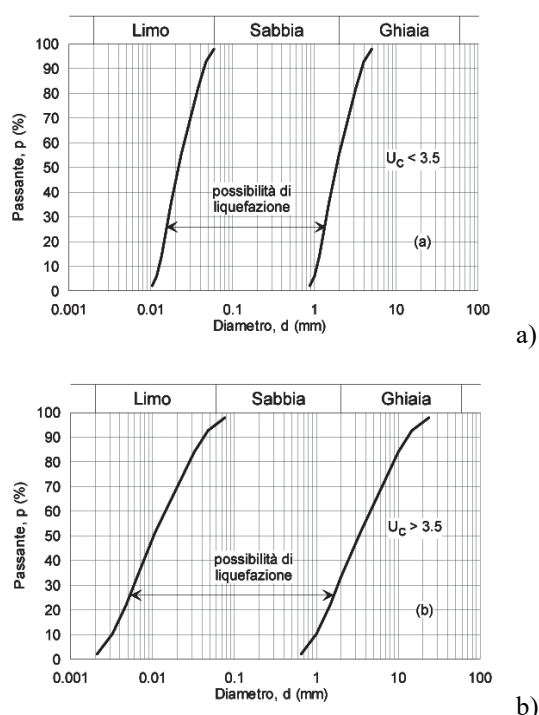 Limo Sabbia Ghiaia
100
90
80
70
60
50
40
30
20
10
0
Passante, p (%)
U_C < 3.5
possibilità di
liquefazione
(a)
0.001 0.01 0.1 1 10 100
Diametro, d (mm)
a)
Limo Sabbia Ghiaia
100
90
80
70
60
50
40
30
20
10
0
Passante, p (%)
U_C > 3.5
possibilità di
liquefazione
(b)
0.001 0.01 0.1 1 10 100
Diametro, d (mm)
b)